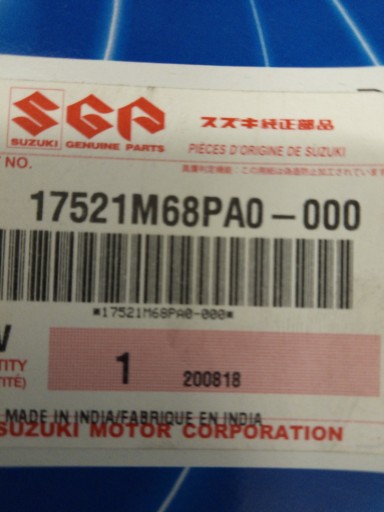 SGP
SUZUKI GENUINE PARTS
スズキ純正部品
PIÈCES D'ORIGINE DE SUZUKI
NO.
17521M68PA0-000
*17521M68PA0-000*
1 200818
MADE IN INDIA/FABRIQUE EN INDIA
SUZUKI MOTOR CORPORATION